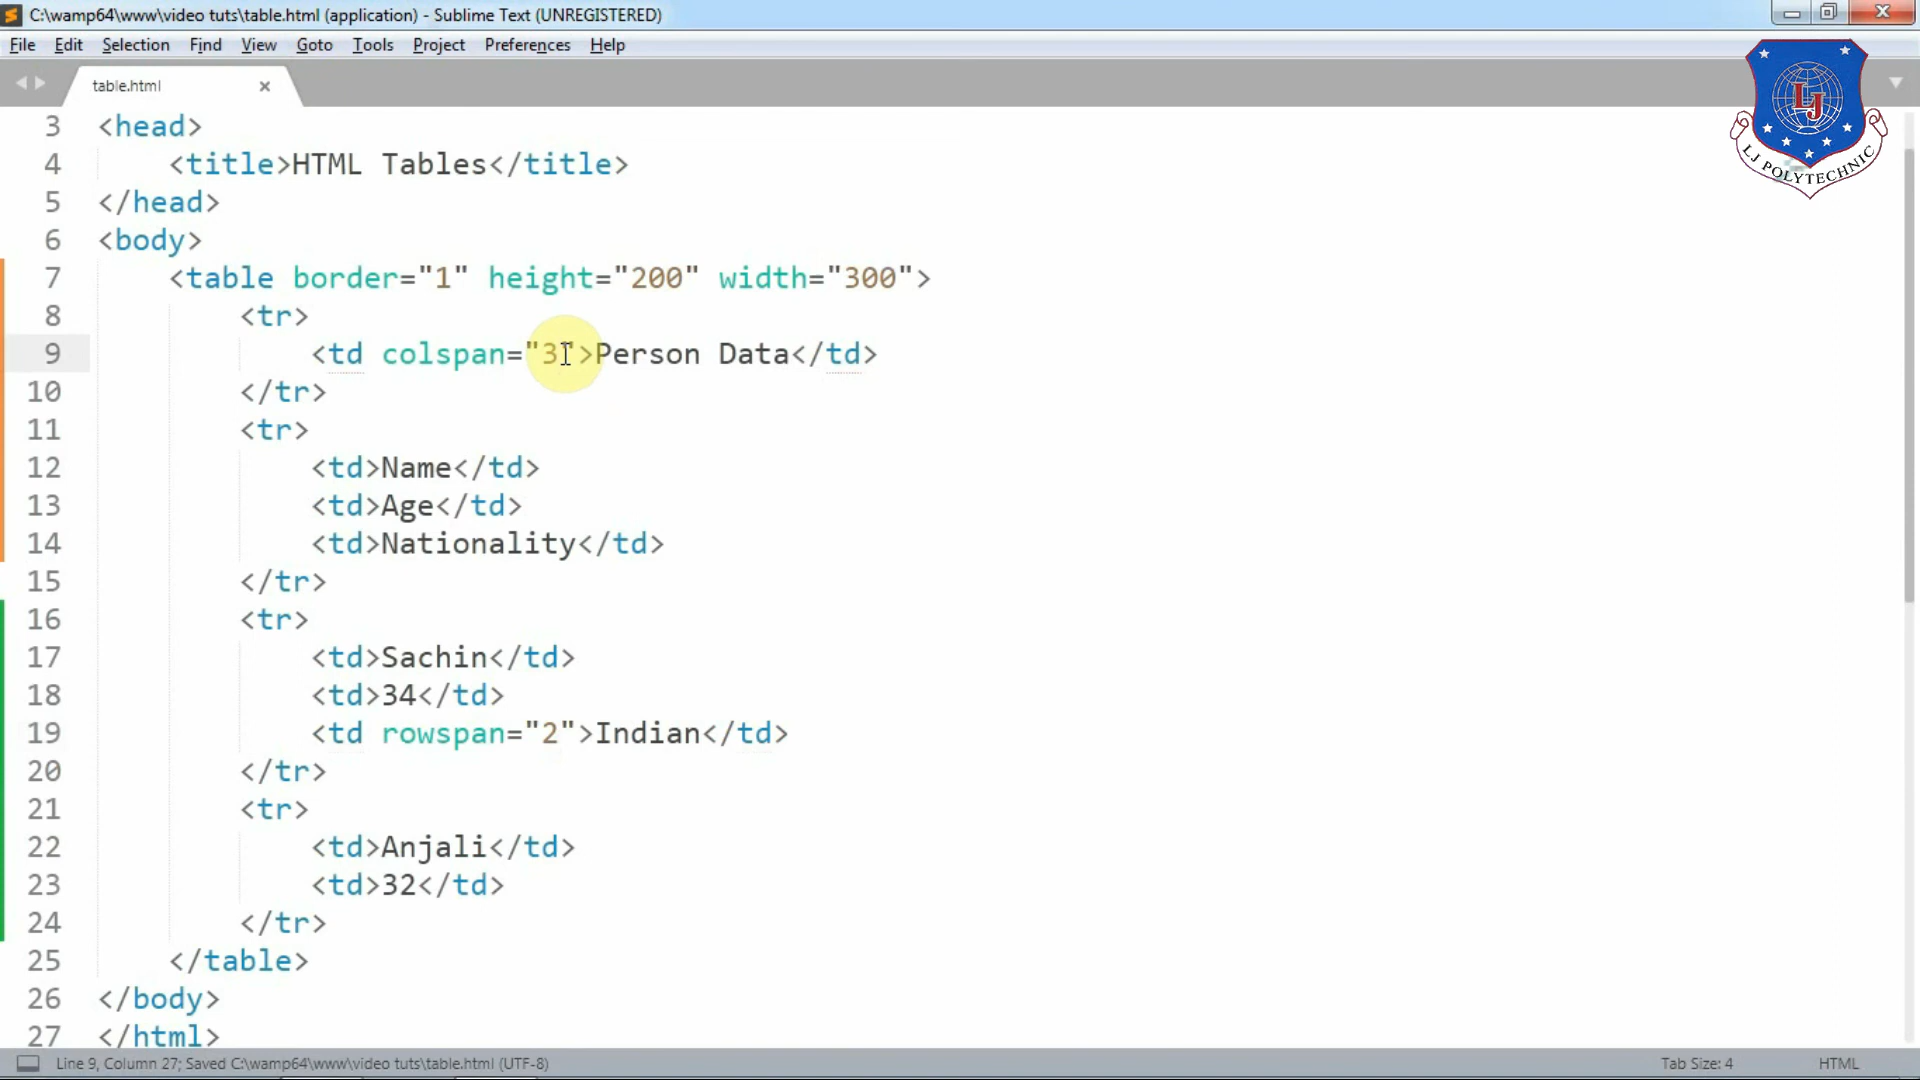 C:\wamp64\www\video tuts\table.html (application) - Sublime Text (UNREGISTERED)
File Edit Selection Find View Goto Tools Project Preferences Help
table.html
LJ
LJ POLYTECHNIC
3 <head>
4 <title>HTML Tables</title>
5 </head>
6 <body>
7 <table border="1" height="200" width="300">
8 <tr>
9 <td colspan="3">Person Data</td>
10 </tr>
11 <tr>
12 <td>Name</td>
13 <td>Age</td>
14 <td>Nationality</td>
15 </tr>
16 <tr>
17 <td>Sachin</td>
18 <td>34</td>
19 <td rowspan="2">Indian</td>
20 </tr>
21 <tr>
22 <td>Anjali</td>
23 <td>32</td>
24 </tr>
25 </table>
26 </body>
27 </html>
Line 9, Column 27; Saved C:\wamp64\www\video tuts\table.html (UTF-8) Tab Size: 4 HTML